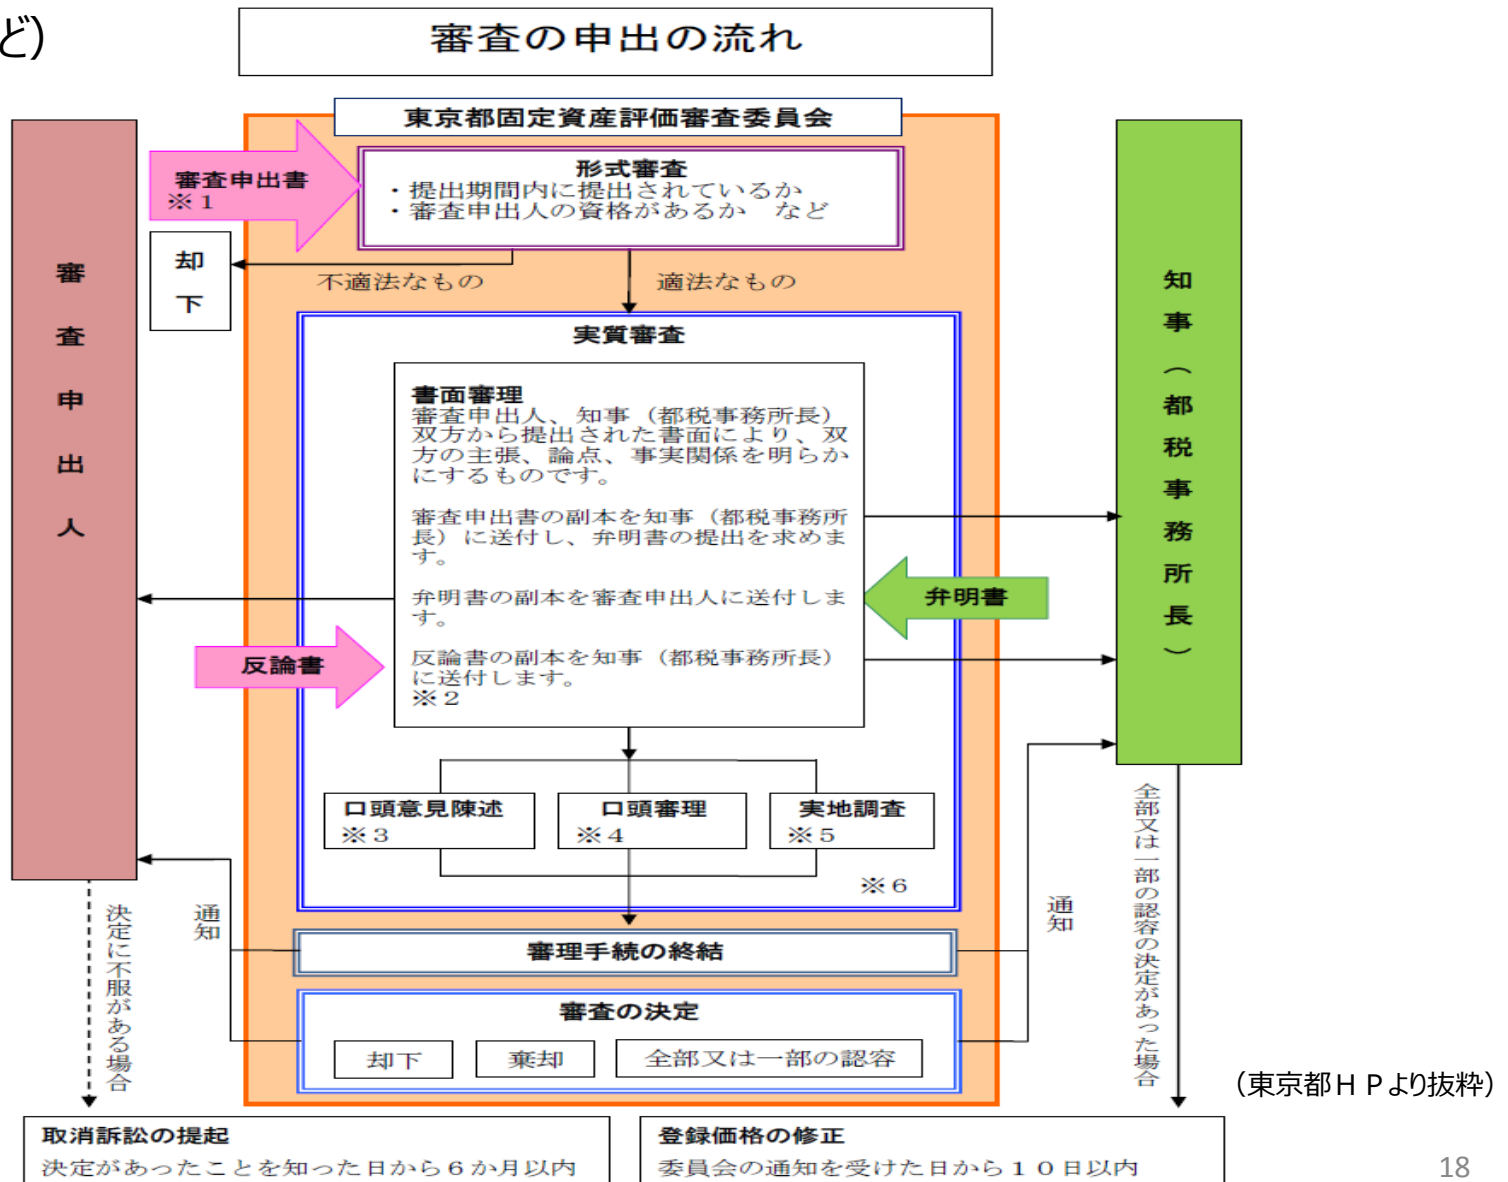 ど）
審査の申出の流れ
東京都固定資産評価審査委員会
審査申出書
※１
形式審査
・提出期間内に提出されているか
・審査申出人の資格があるか　など
却下
不適法なもの
適法なもの
審査申出人
知事（都税事務所長）
実質審査
書面審理
審査申出人、知事（都税事務所長）
双方から提出された書面により、双
方の主張、論点、事実関係を明らか
にするものです。
審査申出書の副本を知事（都税事務所
長）に送付し、弁明書の提出を求めま
す。
弁明書
弁明書の副本を審査申出人に送付しま
す。
反論書
反論書の副本を知事（都税事務所長）
に送付します。
※２
口頭意見陳述
※３
口頭審理
※４
実地調査
※５
※６
通知
通知
審理手続の終結
審査の決定
却下
棄却
全部又は一部の認容
決定に不服がある場合
全部又は一部の認容の決定があった場合
（東京都ＨＰより抜粋）
取消訴訟の提起
決定があったことを知った日から６か月以内
登録価格の修正
委員会の通知を受けた日から１０日以内
18